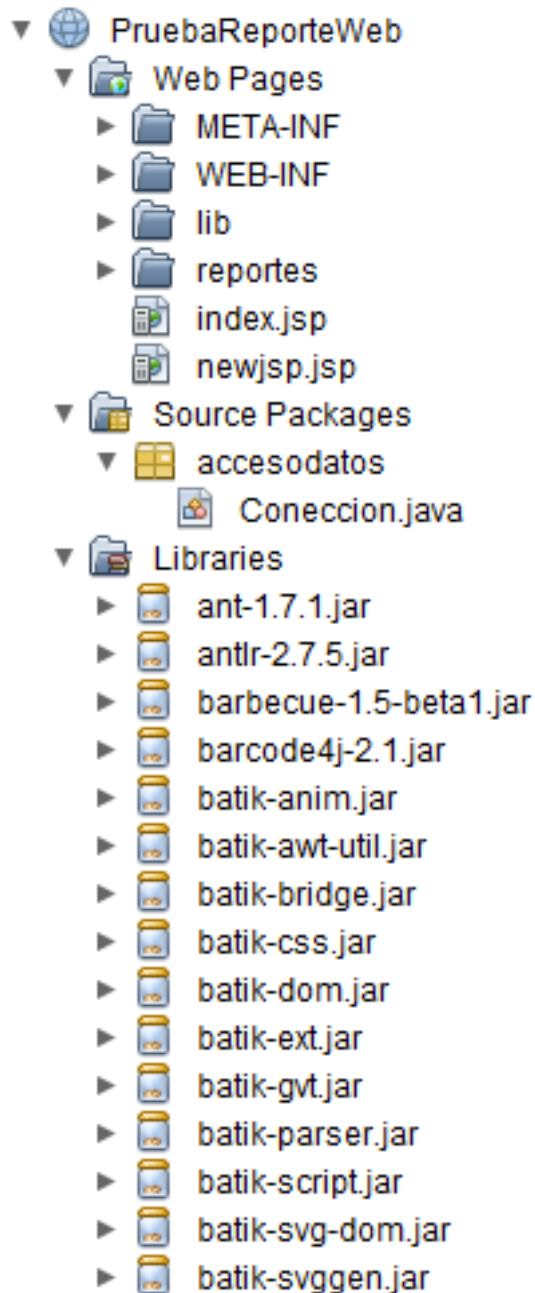 PruebaReporteWeb
Web Pages
META-INF
WEB-INF
lib
reportes
index.jsp
newjsp.jsp
Source Packages
accesodatos
Coneccion.java
Libraries
ant-1.7.1.jar
antlr-2.7.5.jar
barbecue-1.5-beta1.jar
barcode4j-2.1.jar
batik-anim.jar
batik-awt-util.jar
batik-bridge.jar
batik-css.jar
batik-dom.jar
batik-ext.jar
batik-gvt.jar
batik-parser.jar
batik-script.jar
batik-svg-dom.jar
batik-svggen.jar